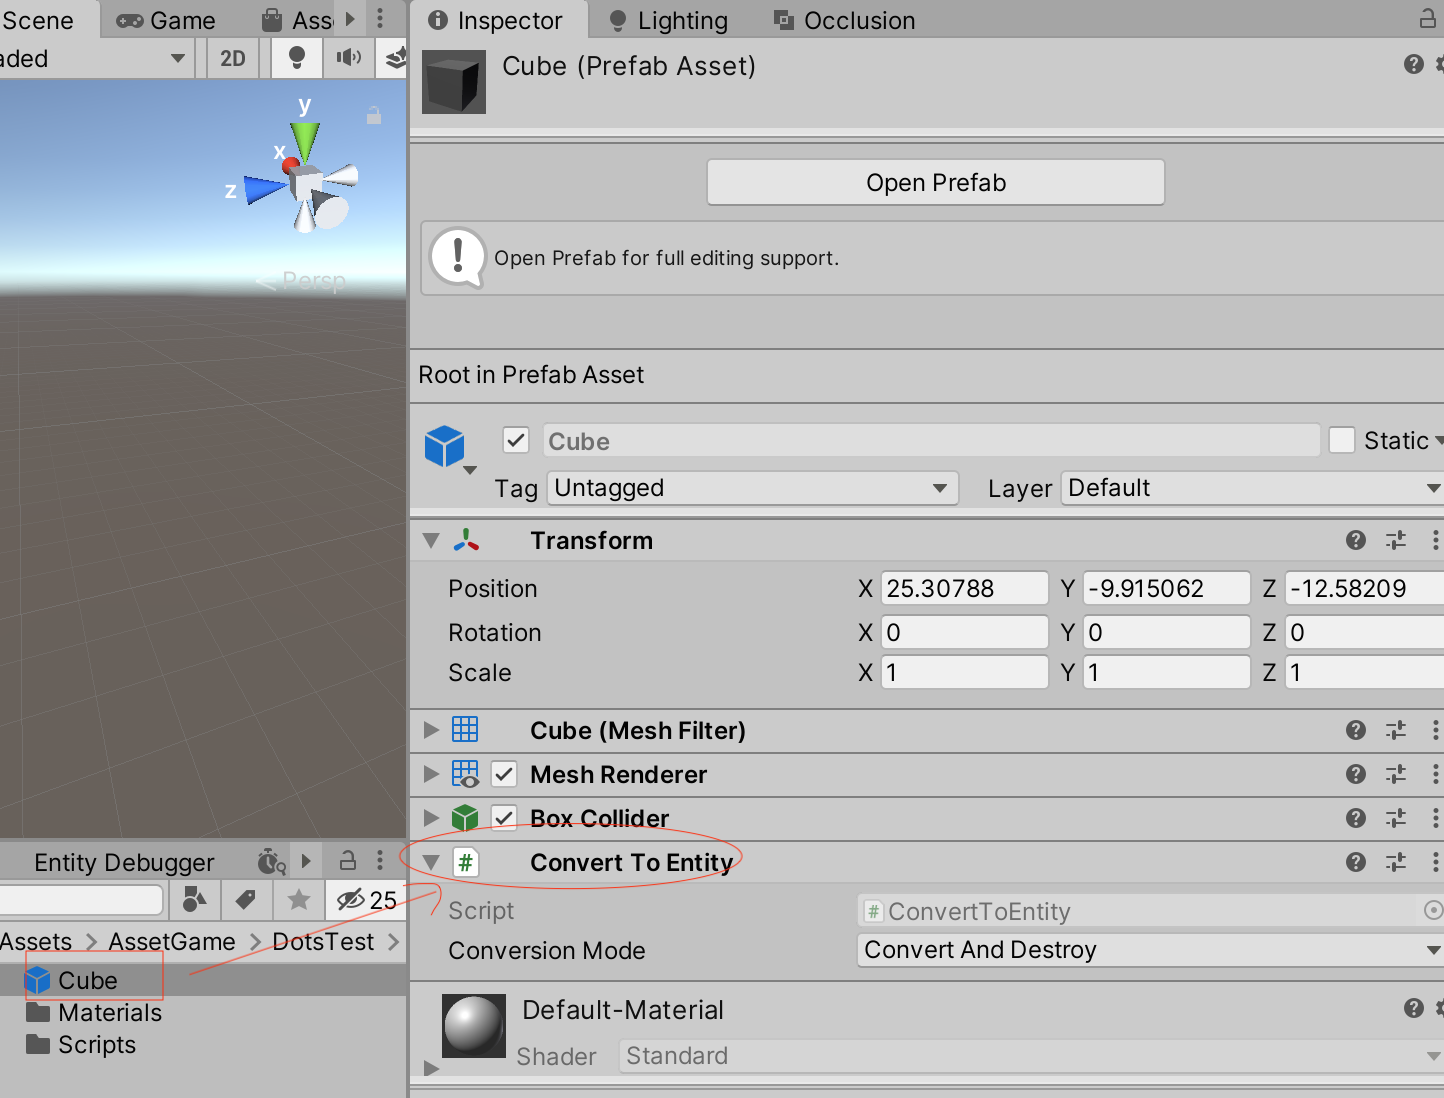 Scene Game Asse
aded 2D
y
x
z
< Persp
Entity Debugger
25
Assets > AssetGame > DotsTest >
Cube
Materials
Scripts
Inspector Lighting Occlusion
Cube (Prefab Asset)
Open Prefab
Open Prefab for full editing support.
Root in Prefab Asset
Cube Static
Tag Untagged Layer Default
Transform
Position X 25.30788 Y -9.915062 Z -12.58209
Rotation X 0 Y 0 Z 0
Scale X 1 Y 1 Z 1
Cube (Mesh Filter)
Mesh Renderer
Box Collider
# Convert To Entity
Script # ConvertToEntity
Conversion Mode Convert And Destroy
Default-Material
Shader Standard